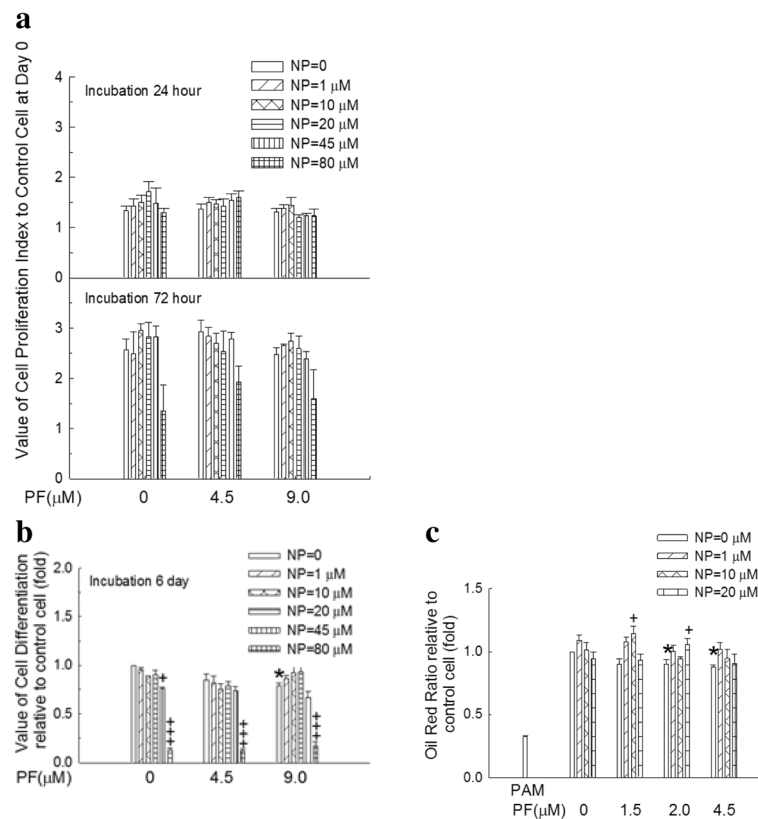 a
Value of Cell Proliferation Index to Control Cell at Day 0
Incubation 24 hour
NP=0
NP=1 μM
NP=10 μM
NP=20 μM
NP=45 μM
NP=80 μM
4
3
2
1
0
Incubation 72 hour
3
2
1
0
PF(μM) 0 4.5 9.0
b
Value of Cell Differentiation
relative to control cell (fold)
Incubation 6 day
NP=0
NP=1 μM
NP=10 μM
NP=20 μM
NP=45 μM
NP=80 μM
2.0
1.5
1.0
0.5
0.0
+
+++
+++
*
+++
PF(μM) 0 4.5 9.0
c
Oil Red Ratio relative to
control cell (fold)
NP=0 μM
NP=1 μM
NP=10 μM
NP=20 μM
1.5
1.0
0.5
0.0
+
*
+
*
PAM
PF(μM) 0 1.5 2.0 4.5